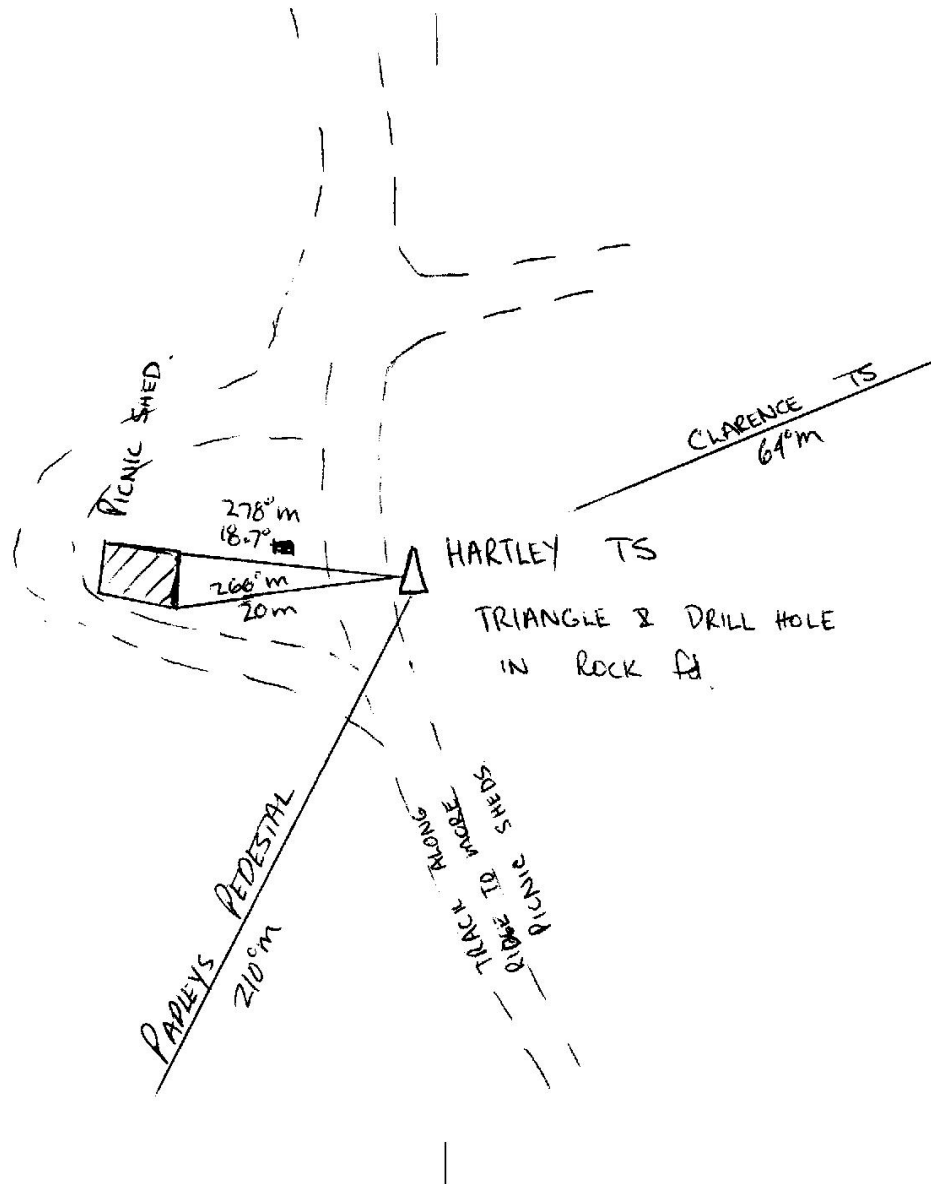 PICNIC SHED.
CLARENCE TS
64°m
278°m
18.7°
266°m
20m
HARTLEY TS
TRIANGLE & DRILL HOLE
IN ROCK fd.
PEDESTAL
210°m
TRACK ALONG
RIDGE TO MORE
PICNIC SHEDS